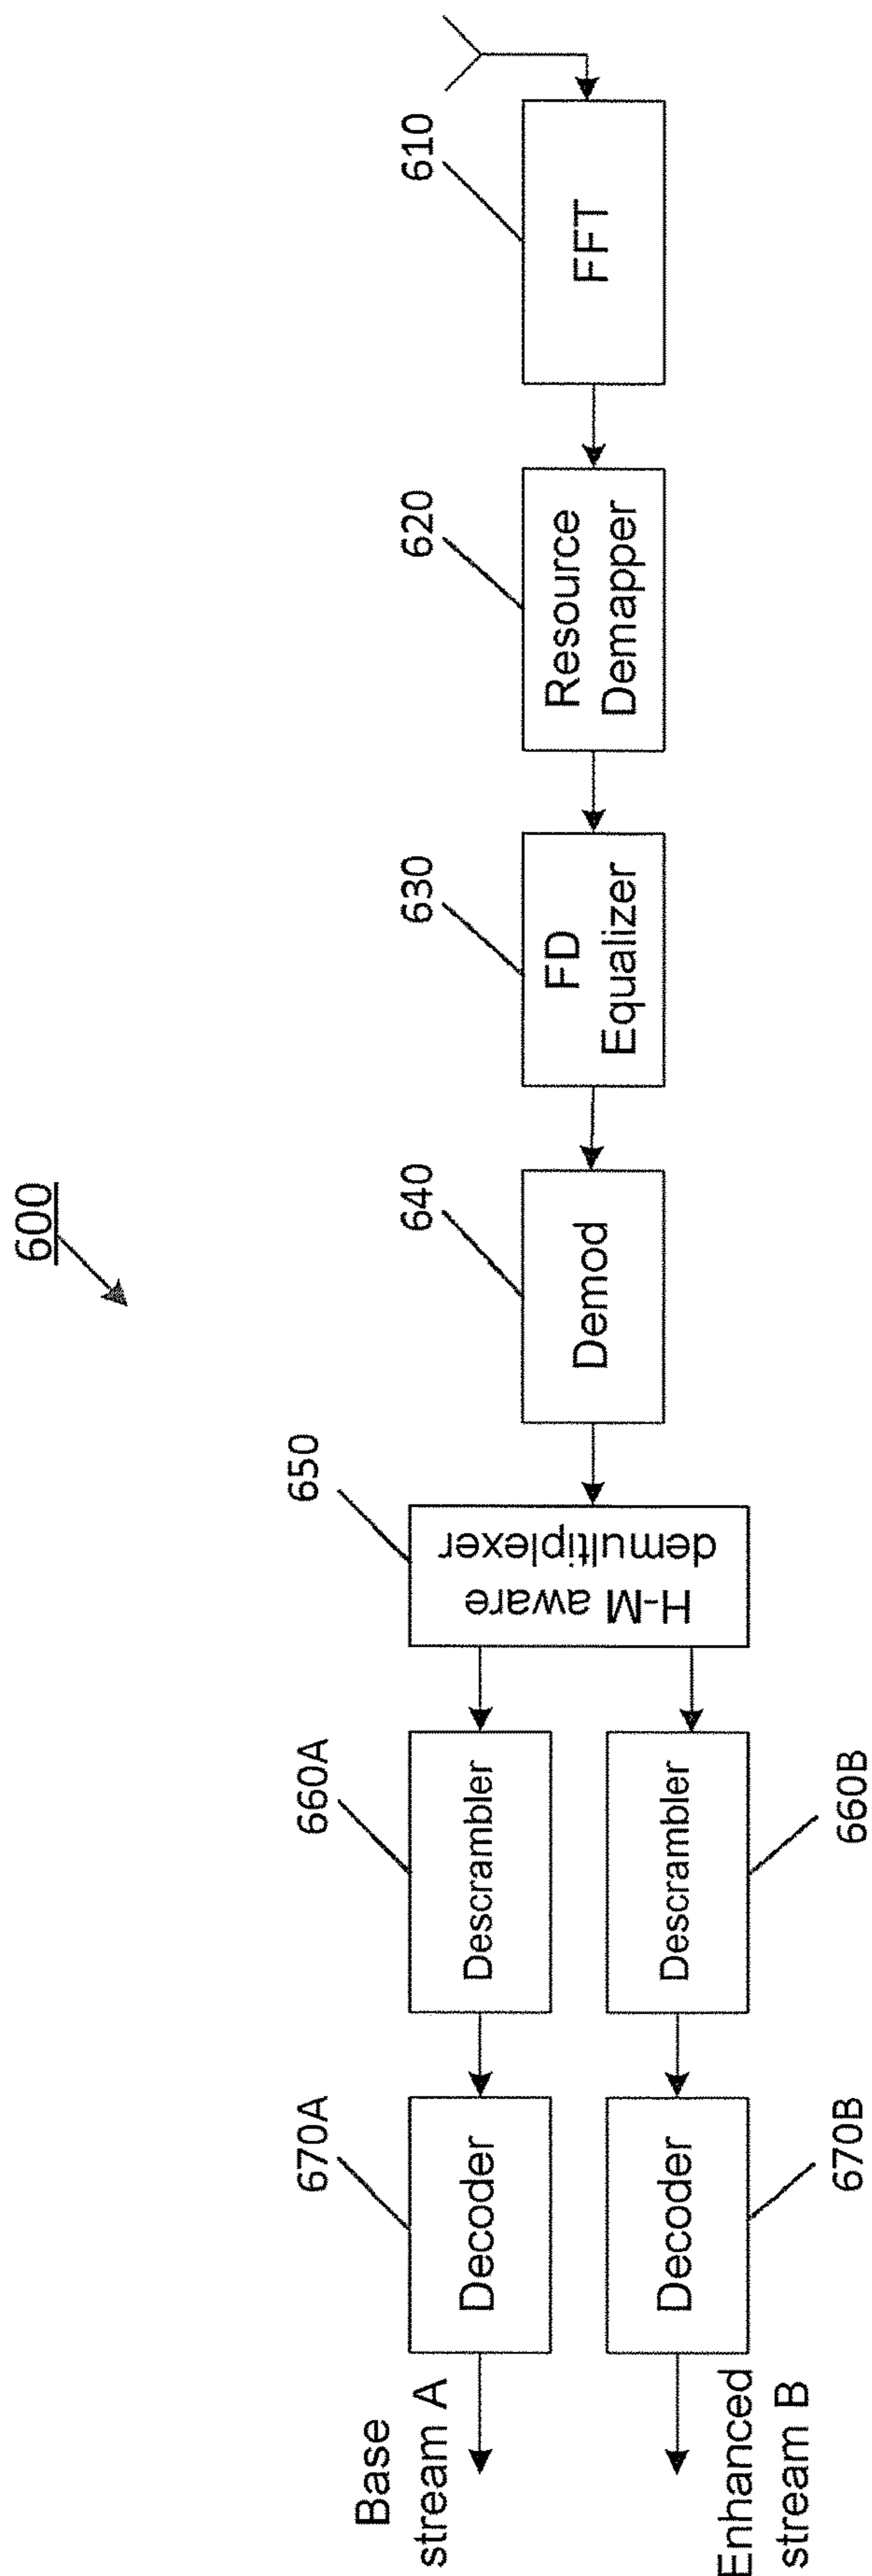 600
610
FFT
620
Resource
Demapper
630
FD
Equalizer
640
Demod
650
H-M aware
demultiplexer
660A
Descrambler
660B
Descrambler
670A
Decoder
670B
Decoder
Base
stream A
Enhanced
stream B